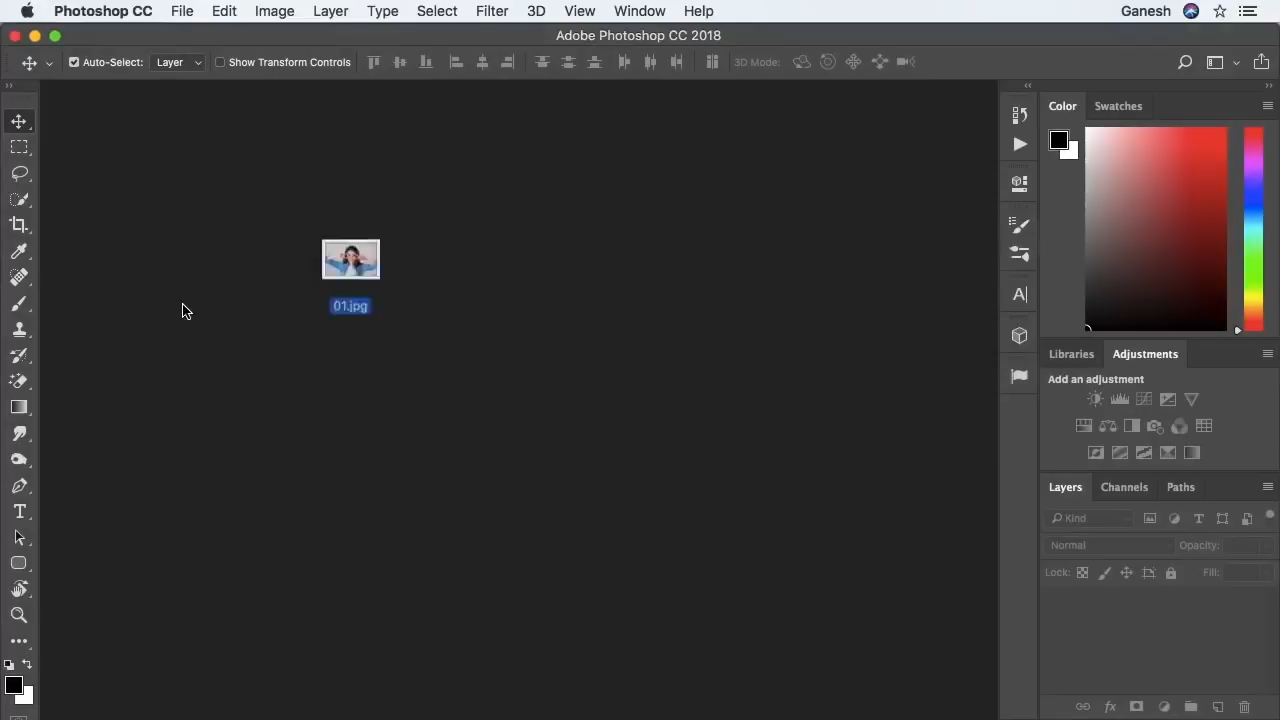 Photoshop CC File Edit Image Layer Type Select Filter 3D View Window Help Ganesh
Adobe Photoshop CC 2018
Auto-Select: Layer Show Transform Controls 3D Mode:
Color Swatches
01.jpg
Libraries Adjustments
Add an adjustment
Layers Channels Paths
Kind
Normal Opacity:
Lock: Fill: